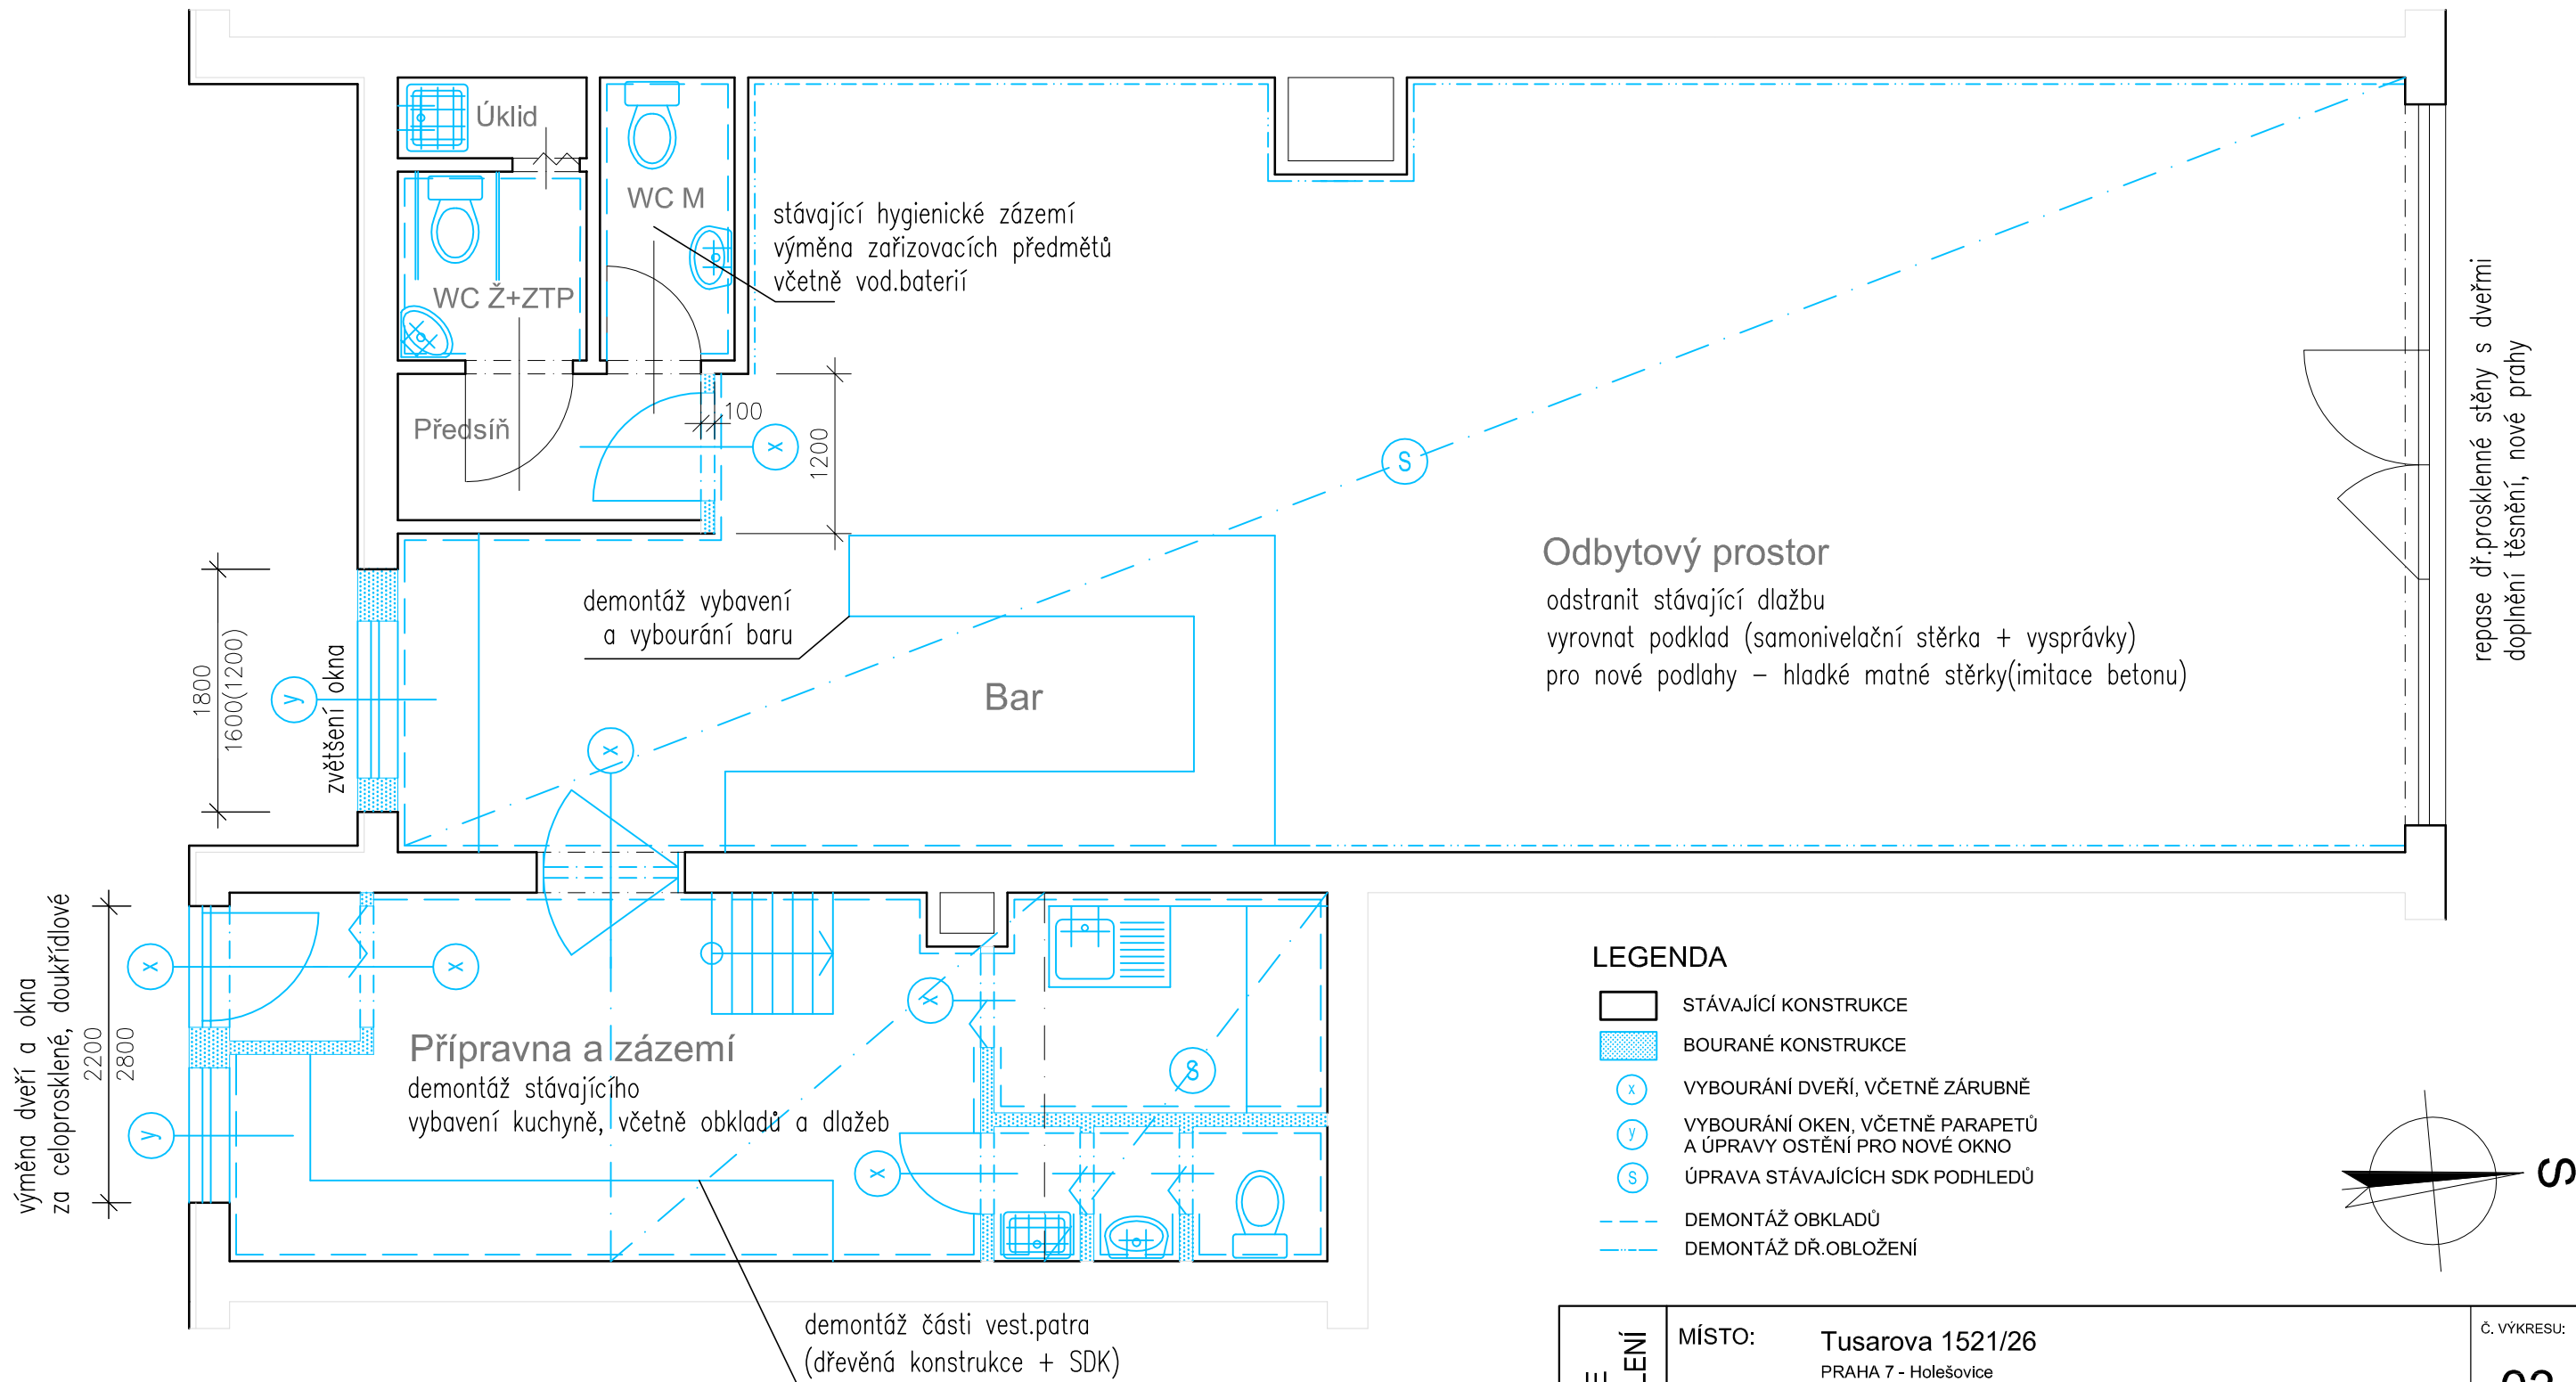 Úklid
WC M
WC Ž+ZTP
Předsíň
stávající hygienické zázemí
výměna zařizovacích předmětů
včetně vod.baterií
100
x
1200
S
repase dř.prosklenné stěny s dveřmi
doplnění těsnění, nové prahy
Odbytový prostor
odstranit stávající dlažbu
vyrovnat podklad (samonivelační stěrka + vysprávky)
pro nové podlahy – hladké matné stěrky(imitace betonu)
demontáž vybavení
a vybourání baru
Bar
1800
1600(1200)
y
zvětšení okna
x
výměna dveří a okna
za celoprosklené, doukřídlové
2200
2800
x
x
y
Přípravna a zázemí
demontáž stávajícího
vybavení kuchyně, včetně obkladů a dlažeb
x
S
x
demontáž části vest.patra
(dřevěná konstrukce + SDK)
LEGENDA
STÁVAJÍCÍ KONSTRUKCE
BOURANÉ KONSTRUKCE
x VYBOURÁNÍ DVEŘÍ, VČETNĚ ZÁRUBNĚ
y VYBOURÁNÍ OKEN, VČETNĚ PARAPETŮ
A ÚPRAVY OSTĚNÍ PRO NOVÉ OKNO
S ÚPRAVA STÁVAJÍCÍCH SDK PODHLEDŮ
DEMONTÁŽ OBKLADŮ
DEMONTÁŽ DŘ.OBLOŽENÍ
S
MÍSTO: Tusarova 1521/26
PRAHA 7 - Holešovice
Č. VÝKRESU: